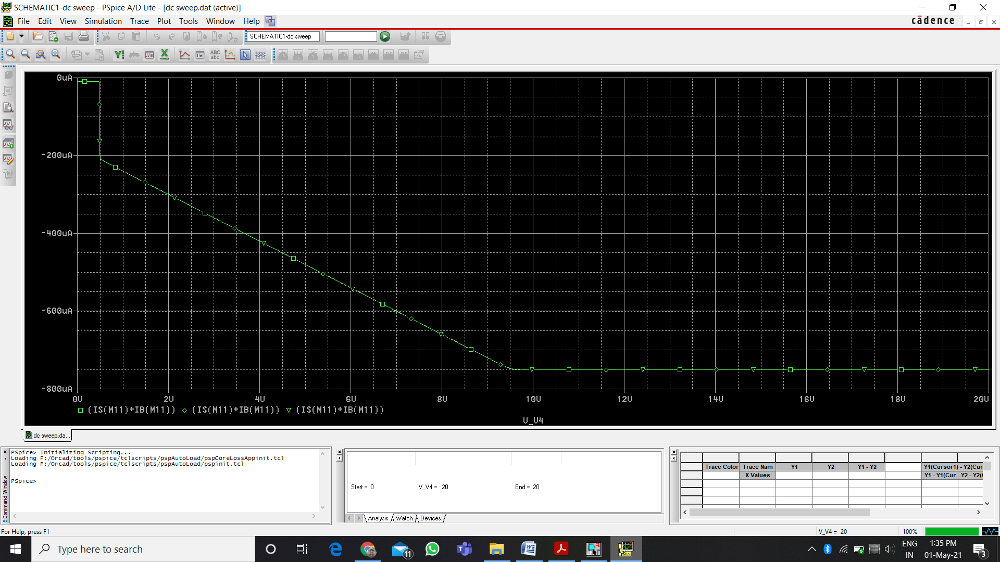 SCHEMATIC1-dc sweep - PSpice A/D Lite - [dc sweep.dat (active)]
File Edit View Simulation Trace Plot Tools Window Help
cādence
SCHEMATIC1-dc sweep
ABC
abc
0uA
-200uA
-400uA
-600uA
-800uA
0V 2V 4V 6V 8V 10V 12V 14V 16V 18V 20V
(IS(M11)+IB(M11)) (IS(M11)+IB(M11)) (IS(M11)+IB(M11))
V_V4
dc sweep.da...
Command Window
PSpice> Initializing Scripting...
Loading F:/Orcad/tools/pspice/tclscripts/pspAutoLoad/pspCoreLossAppinit.tcl
Loading F:/Orcad/tools/pspice/tclscripts/pspAutoLoad/pspinit.tcl
PSpice>
Start = 0 V_V4 = 20 End = 20
Analysis Watch Devices
Trace Color Trace Nam Y1 Y2 Y1 - Y2 Y1(Cursor1) - Y2(Cur
X Values Y1 - Y1(Cur Y2 - Y2(
For Help, press F1
V_V4 = 20 100%
Type here to search
11
ENG
IN
1:35 PM
01-May-21
3